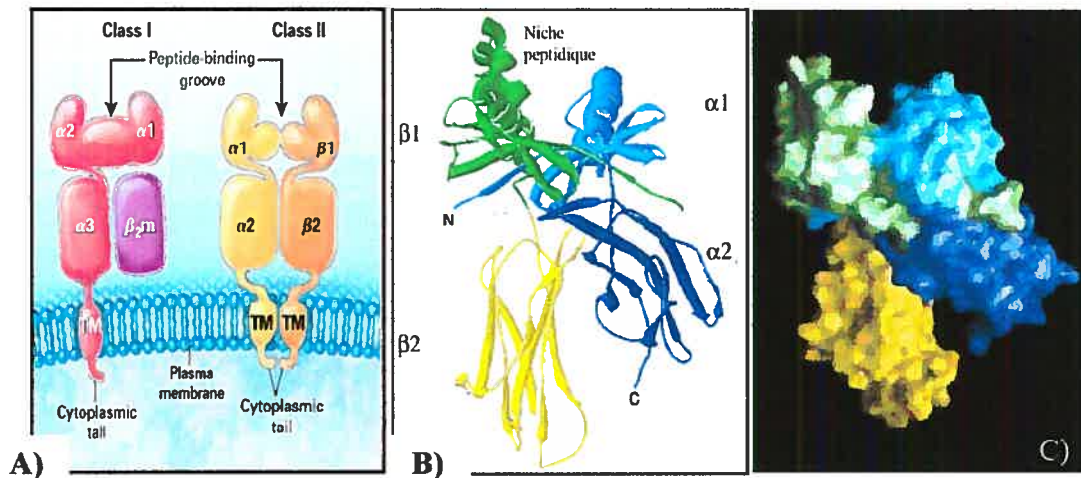 Class I
Class II
Peptide-binding
groove
α2
α1
α1
β1
α3
β₂m
α2
β2
TM
TM
TM
Plasma
membrane
Cytoplasmic
tail
Cytoplasmic
tail
A)
Niche
peptidique
β1
α1
N
α2
β2
C
B)
C)